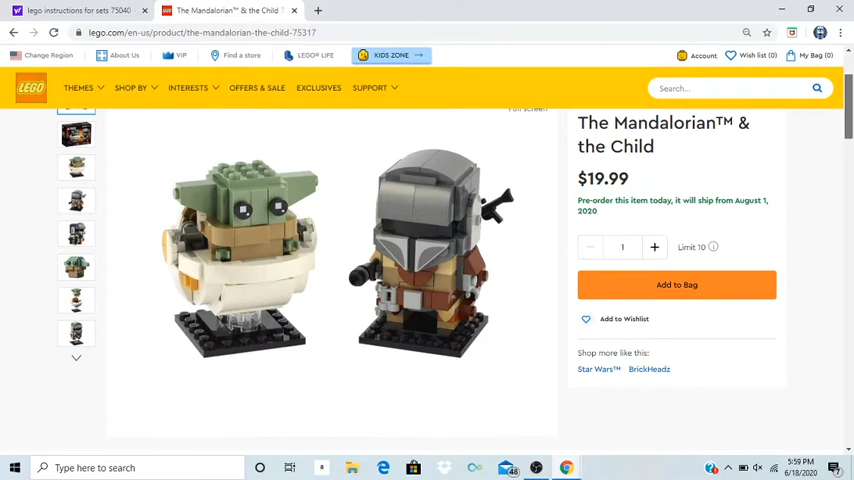 lego instructions for sets 75040
The Mandalorian™ & the Child
lego.com/en-us/product/the-mandalorian-the-child-75317
Change Region
About Us
VIP
Find a store
LEGO® LIFE
KIDS ZONE
Account
Wish list (0)
My Bag (0)
LEGO
THEMES
SHOP BY
INTERESTS
OFFERS & SALE
EXCLUSIVES
SUPPORT
Search...
Full screen
The Mandalorian™ &
the Child
$19.99
Pre-order this item today, it will ship from August 1,
2020
1
Limit 10
Add to Bag
Add to Wishlist
Shop more like this:
Star Wars™
BrickHeadz
Type here to search
a
48
5:59 PM
6/18/2020